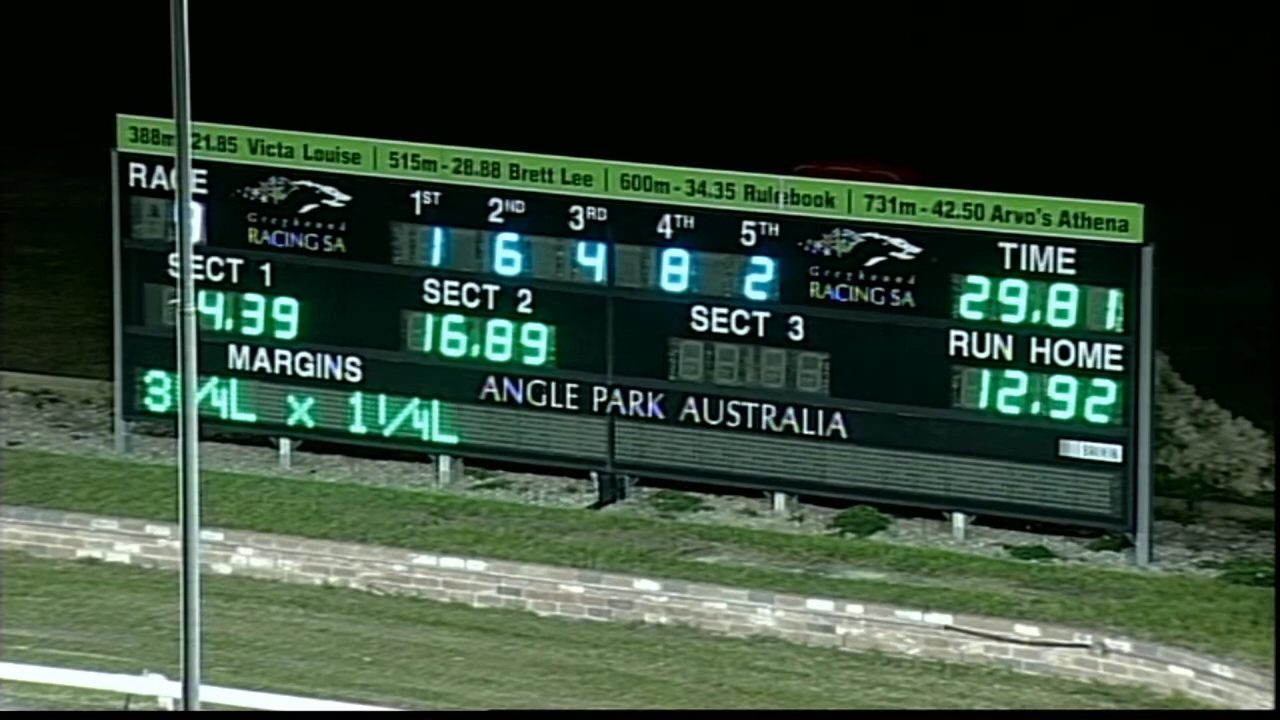 388m 21.85 Victa Louise | 515m - 28.88 Brett Lee | 600m - 34.35 Rulebook | 731m - 42.50 Arvo's Athena
RACE
Greyhound
RACING SA
1ST 2ND 3RD 4TH 5TH
1 6 4 8 2
Greyhound
RACING SA
TIME
29.81
SECT 1
4.39
SECT 2
16.89
SECT 3
RUN HOME
12.92
MARGINS
ANGLE PARK AUSTRALIA
x 1 1/4L